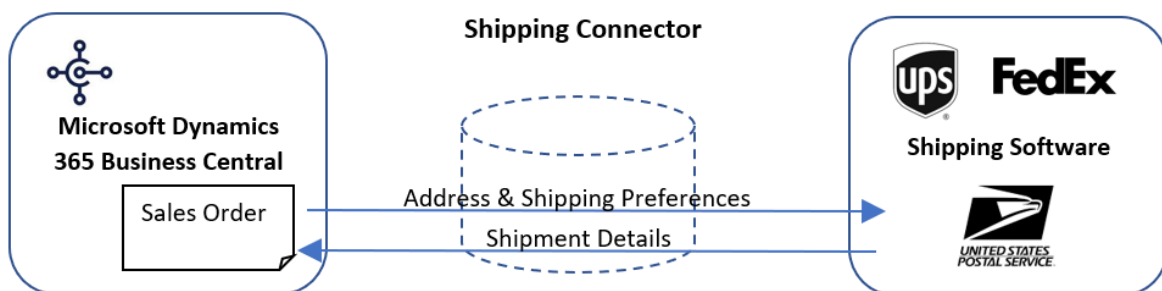 Shipping Connector
Microsoft Dynamics
365 Business Central
Sales Order
Address & Shipping Preferences
Shipment Details
ups
®
FedEx
Shipping Software
UNITED STATES
POSTAL SERVICE.